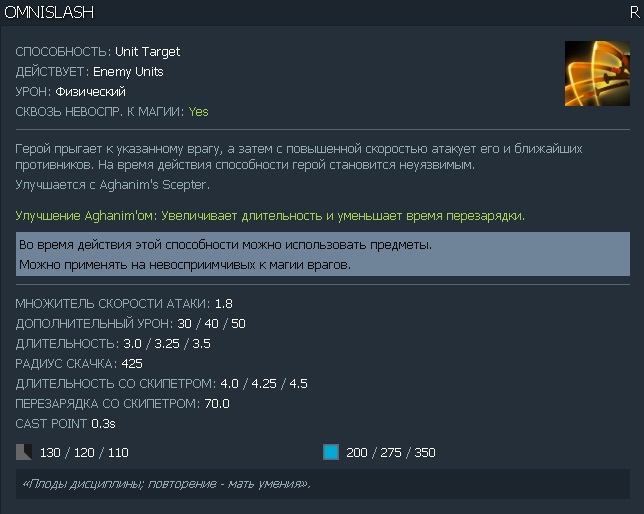 OMNISLASH R
СПОСОБНОСТЬ: Unit Target
ДЕЙСТВУЕТ: Enemy Units
УРОН: Физический
СКВОЗЬ НЕВОСПР. К МАГИИ: Yes
Герой прыгает к указанному врагу, а затем с повышенной скоростью атакует его и ближайших
противников. На время действия способности герой становится неуязвимым.
Улучшается с Aghanim's Scepter.
Улучшение Aghanim'ом: Увеличивает длительность и уменьшает время перезарядки.
Во время действия этой способности можно использовать предметы.
Можно применять на невосприимчивых к магии врагов.
МНОЖИТЕЛЬ СКОРОСТИ АТАКИ: 1.8
ДОПОЛНИТЕЛЬНЫЙ УРОН: 30 / 40 / 50
ДЛИТЕЛЬНОСТЬ: 3.0 / 3.25 / 3.5
РАДИУС СКАЧКА: 425
ДЛИТЕЛЬНОСТЬ СО СКИПЕТРОМ: 4.0 / 4.25 / 4.5
ПЕРЕЗАРЯДКА СО СКИПЕТРОМ: 70.0
CAST POINT 0.3s
130 / 120 / 110 200 / 275 / 350
«Плоды дисциплины; повторение - мать умения».